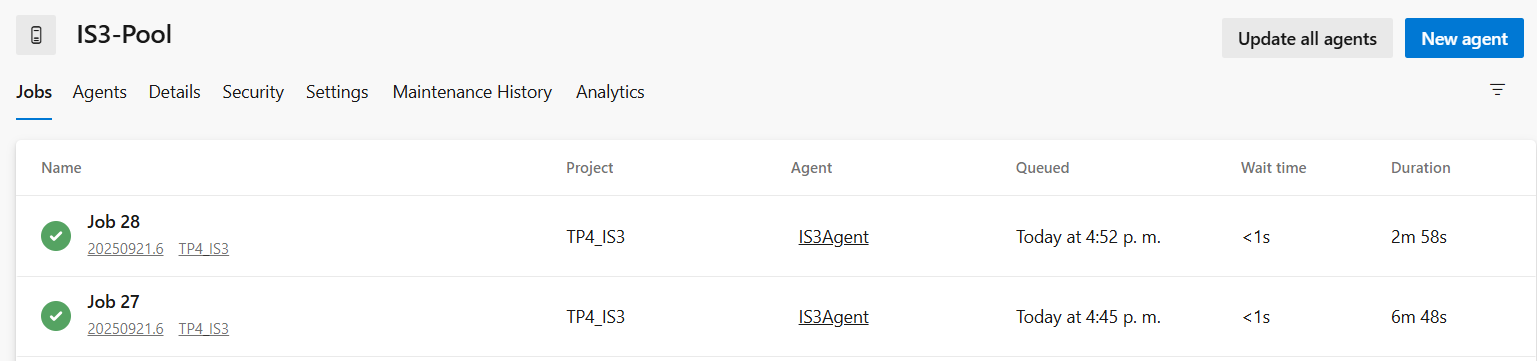 IS3-Pool
Update all agents
New agent
Jobs Agents Details Security Settings Maintenance History Analytics
Name Project Agent Queued Wait time Duration
Job 28
20250921.6 TP4_IS3 TP4_IS3 IS3Agent Today at 4:52 p. m. <1s 2m 58s
Job 27
20250921.6 TP4_IS3 TP4_IS3 IS3Agent Today at 4:45 p. m. <1s 6m 48s